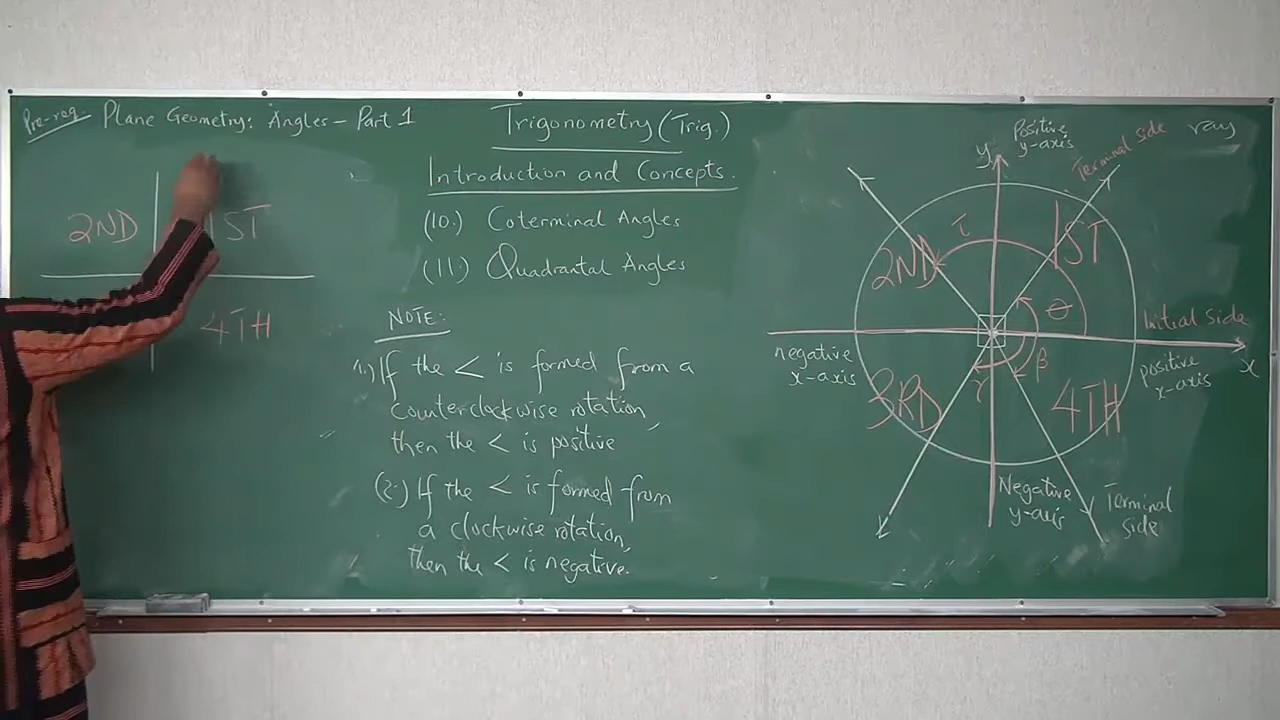 Pre-req Plane Geometry: Angles - Part 1
2ND 1ST
4TH
Trigonometry (Trig.)
Introduction and Concepts.
(10.) Coterminal Angles
(11.) Quadrantal Angles
NOTE:
1.) If the < is formed from a
counterclockwise rotation,
then the < is positive
(2.) If the < is formed from
a clockwise rotation,
then the < is negative.
y
Positive
y-axis
Terminal side
ray
2ND
τ
1ST
θ
Initial Side
negative
x-axis
positive
x-axis
x
3RD
γ
β
4TH
Negative
y-axis
Terminal
side